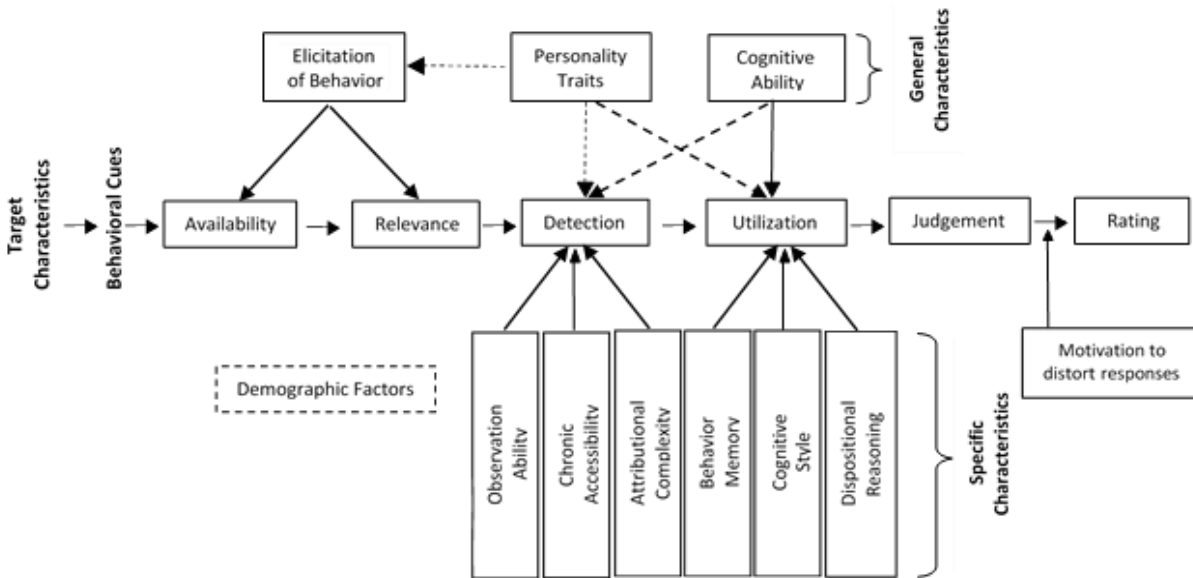 Elicitation
of Behavior
Personality
Traits
Cognitive
Ability
General
Characteristics
Target
Characteristics
Behavioral Cues
Availability
Relevance
Detection
Utilization
Judgement
Rating
Demographic Factors
Observation
Ability
Chronic
Accessibility
Attributional
Complexity
Behavior
Memory
Cognitive
Style
Dispositional
Reasoning
Specific
Characteristics
Motivation to
distort responses